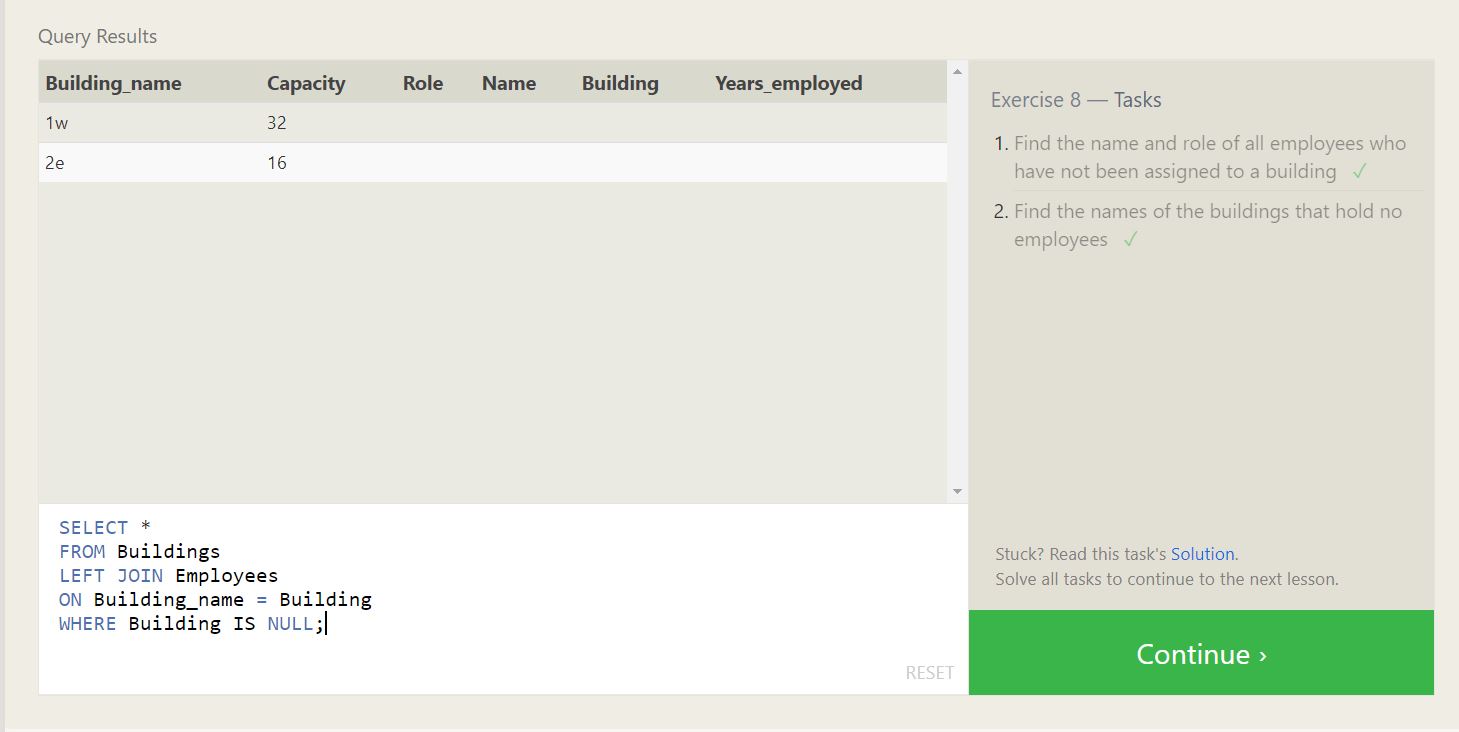 Query Results
Building_name Capacity Role Name Building Years_employed
1w 32
2e 16
SELECT *
FROM Buildings
LEFT JOIN Employees
ON Building_name = Building
WHERE Building IS NULL;
RESET
Exercise 8 — Tasks
1. Find the name and role of all employees who
have not been assigned to a building ✓
2. Find the names of the buildings that hold no
employees ✓
Stuck? Read this task's Solution.
Solve all tasks to continue to the next lesson.
Continue ›